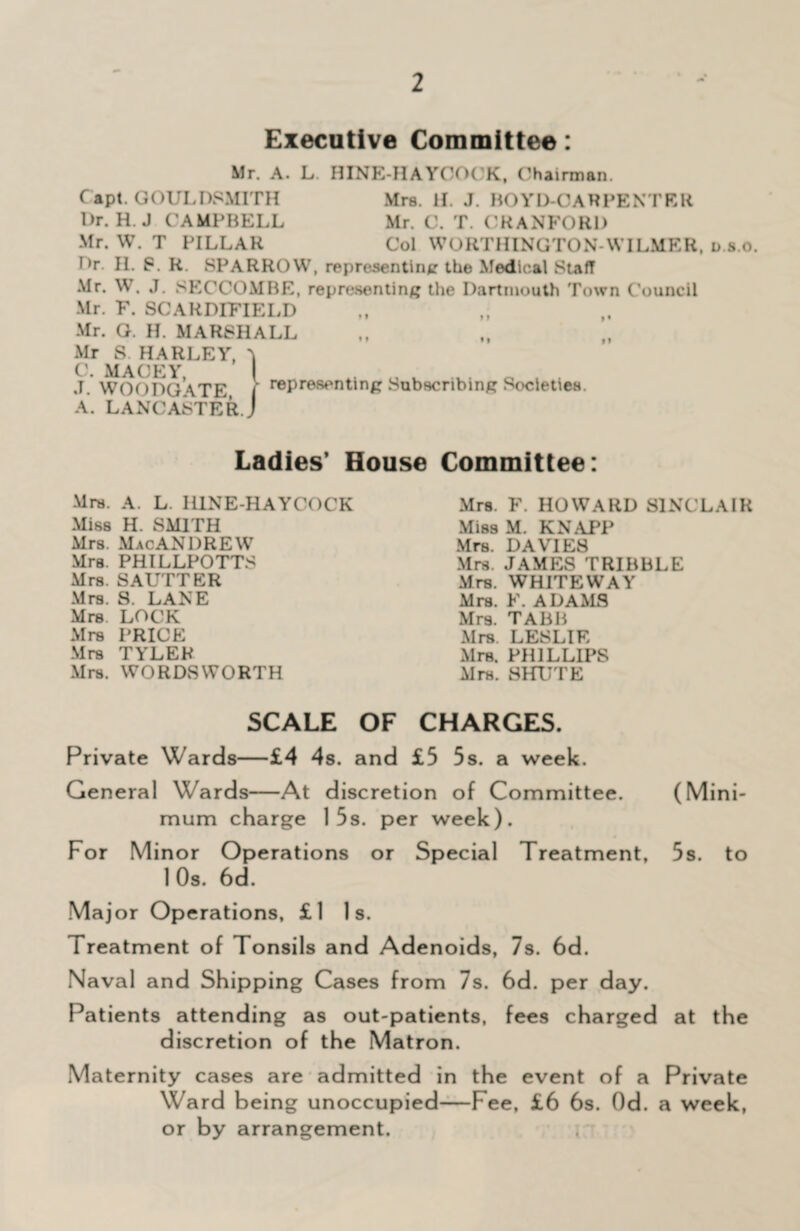 2
Executive Committee:
Mr. A. L. HINE-HAYCOCK, Chairman.
Capt. GOULDSMITH Mrs. H. J. BOYD-CARPENTER
Dr. H. J CAMPBELL Mr. C. T. CRANFORD
Mr. W. T PILLAR Col WORTHINGTON-WILMER, D.S.O.
Dr. H. S. R. SPARROW, representing the Medical Staff
Mr. W. J. SECCOMBE, representing the Dartmouth Town Council
Mr. F. SCARDIFIELD ,, ,, ,,
Mr. G. H. MARSHALL ,, ,, ,,
Mr S. HARLEY,
C. MACEY,
J. WOODGATE, } representing Subscribing Societies.
A. LANCASTER.
Ladies' House Committee:
Mrs. A. L. HINE-HAYCOCK Mrs. F. HOWARD SINCLAIR
Miss H. SMITH Miss M. KNAPP
Mrs. MACANDREW Mrs. DAVIES
Mrs. PHILLPOTTS Mrs. JAMES TRIBBLE
Mrs. SAUTTER Mrs. WHITEWAY
Mrs. S. LANE Mrs. F. ADAMS
Mrs. LOCK Mrs. TABB
Mrs PRICE Mrs. LESLIE
Mrs TYLER Mrs. PHILLIPS
Mrs. WORDSWORTH Mrs. SHUTE
SCALE OF CHARGES.
Private Wards—£4 4s. and £5 5s. a week.
General Wards—At discretion of Committee. (Mini-
mum charge 15s. per week).
For Minor Operations or Special Treatment, 5s. to
10s. 6d.
Major Operations, £1 1s.
Treatment of Tonsils and Adenoids, 7s. 6d.
Naval and Shipping Cases from 7s. 6d. per day.
Patients attending as out-patients, fees charged at the
discretion of the Matron.
Maternity cases are admitted in the event of a Private
Ward being unoccupied—Fee, £6 6s. 0d. a week,
or by arrangement.